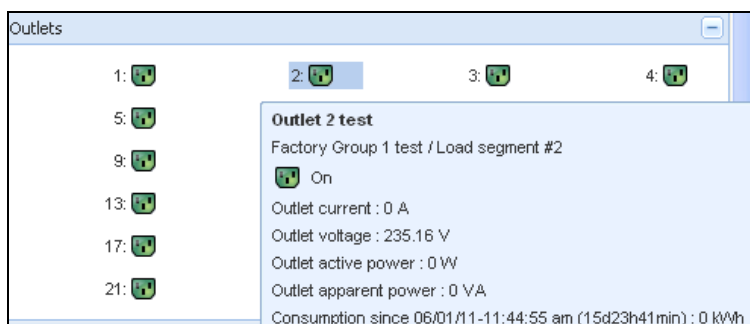 Outlets
1: 2: 3: 4:
5: Outlet 2 test
Factory Group 1 test / Load segment #2
9: On
13: Outlet current : 0 A
Outlet voltage : 235.16 V
17: Outlet active power : 0 W
21: Outlet apparent power : 0 VA
Consumption since 06/01/11-11:44:55 am (15d23h41min) : 0 kWh